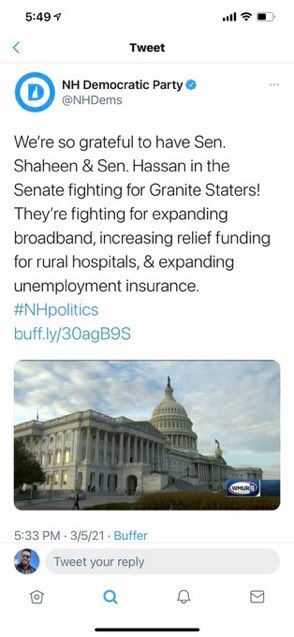 5:49
Tweet
NH Democratic Party
@NHDems
We're so grateful to have Sen.
Shaheen & Sen. Hassan in the
Senate fighting for Granite Staters!
They're fighting for expanding
broadband, increasing relief funding
for rural hospitals, & expanding
unemployment insurance.
#NHpolitics
buff.ly/30agB9S
WMUR9
5:33 PM · 3/5/21 · Buffer
Tweet your reply